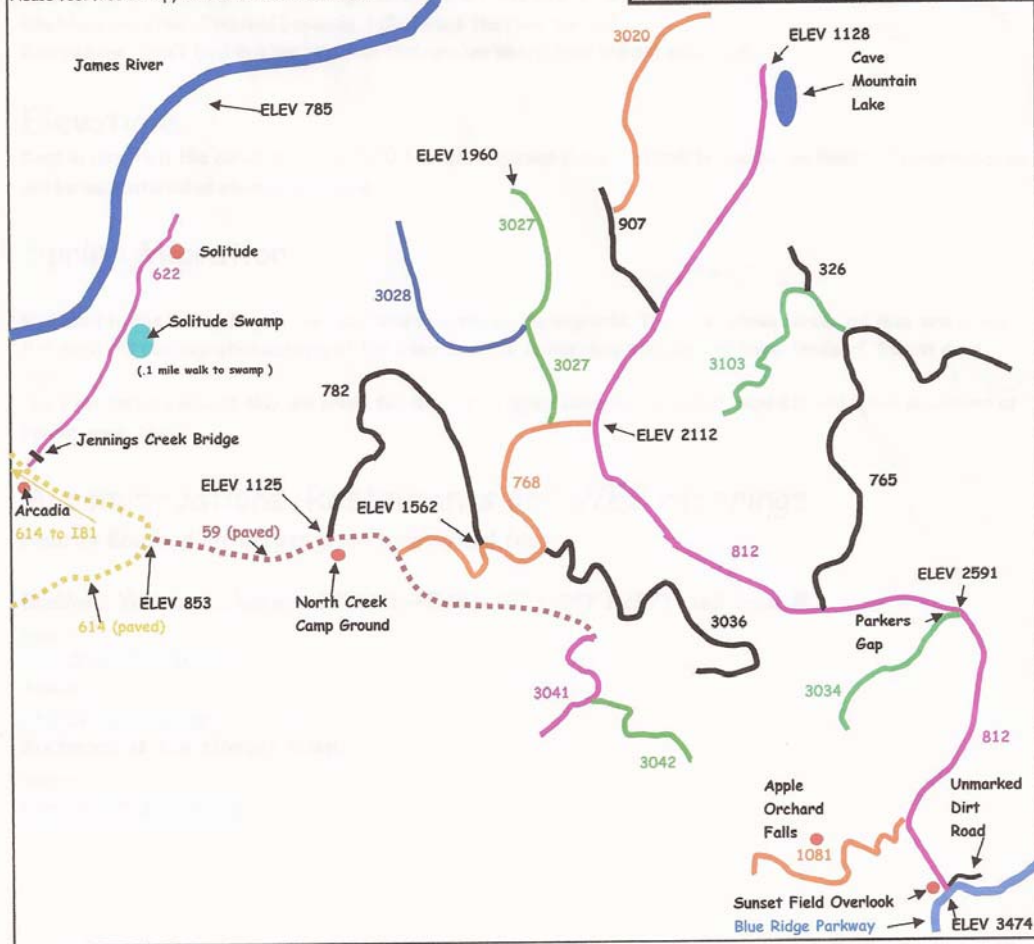 3020
ELEV 1128
Cave
Mountain
Lake
James River
ELEV 785
ELEV 1960
3027
907
Solitude
622
3028
326
Solitude Swamp
(.1 mile walk to swamp )
3027
3103
782
ELEV 2112
Jennings Creek Bridge
768
765
ELEV 1125
ELEV 1562
Arcadia
614 to I81
59 (paved)
812
ELEV 2591
ELEV 853
North Creek
Camp Ground
614 (paved)
3036
Parkers
Gap
3041
3034
3042
812
Apple
Orchard
Falls
Unmarked
Dirt
Road
1081
Sunset Field Overlook
Blue Ridge Parkway
ELEV 3474